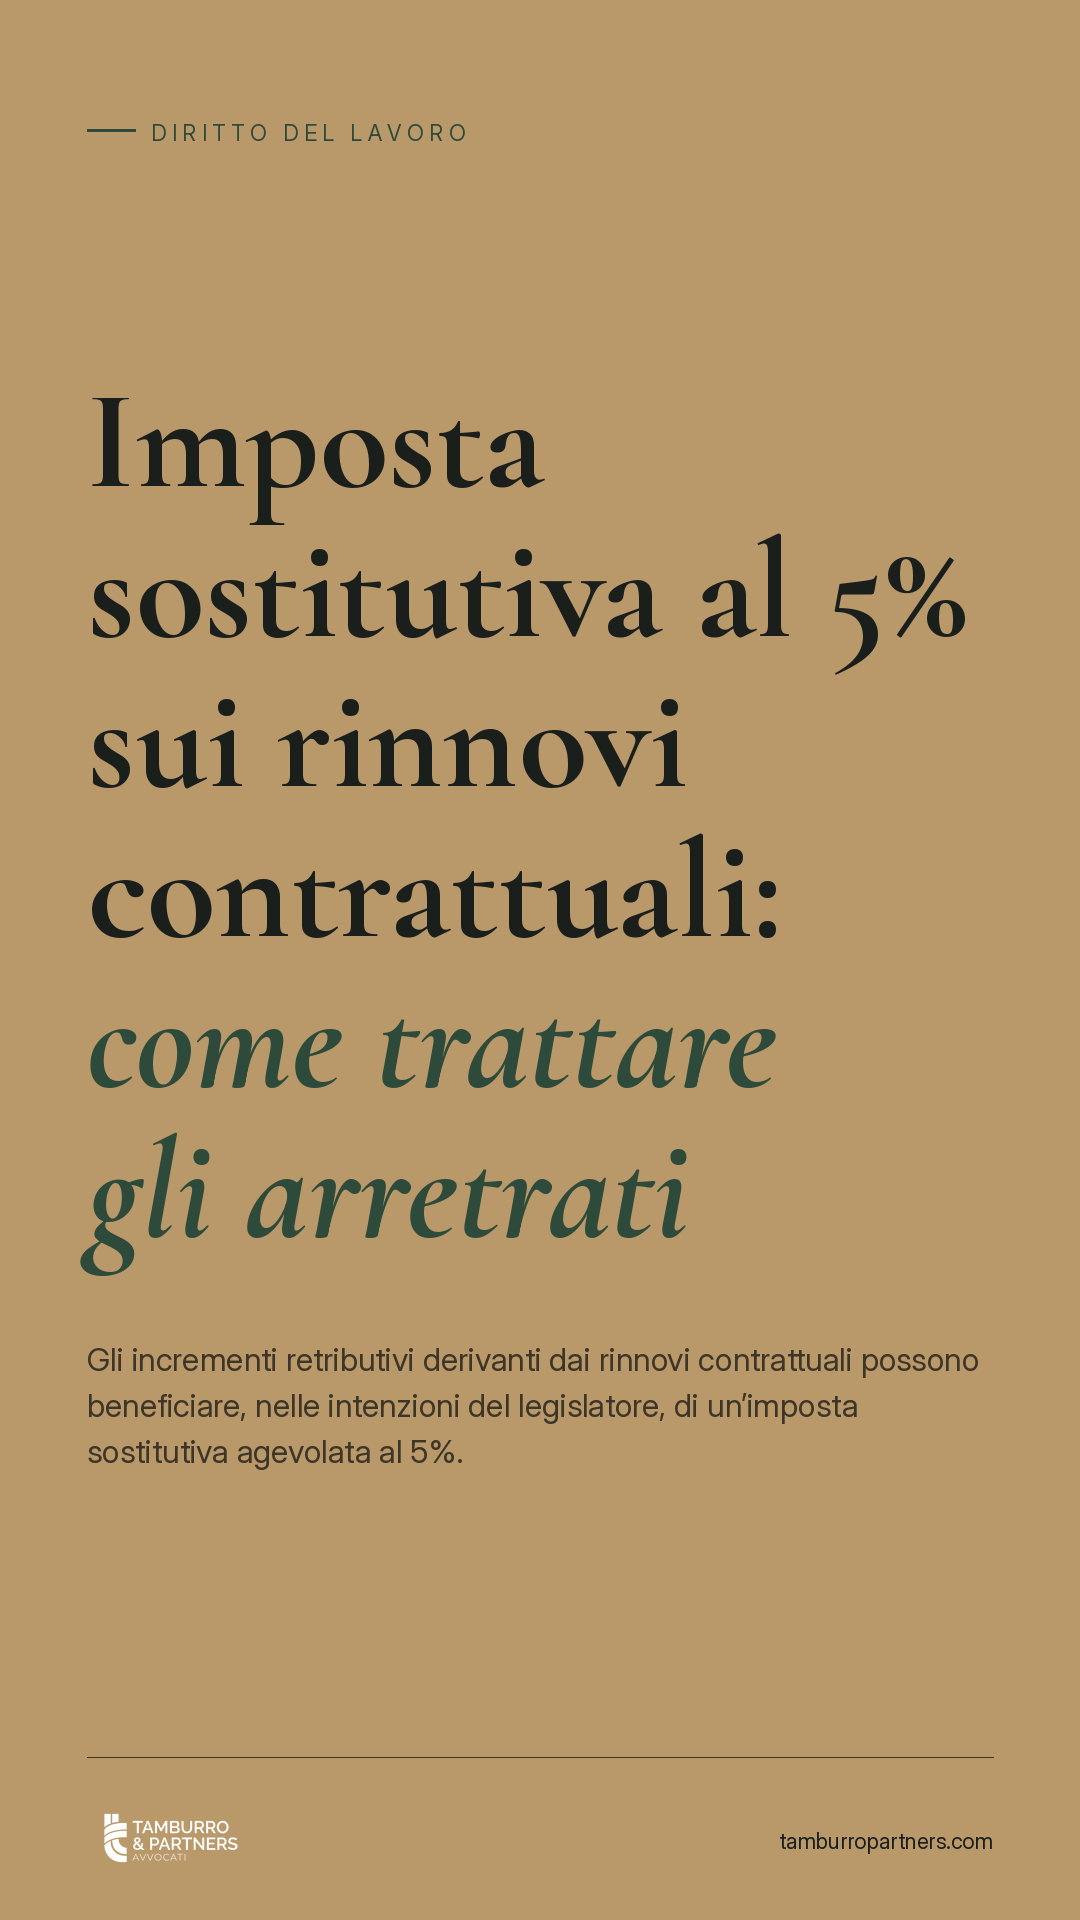 DIRITTO DEL LAVORO
Imposta
sostitutiva al 5%
sui rinnovi
contrattuali:
come trattare
gli arretrati
Gli incrementi retributivi derivanti dai rinnovi contrattuali possono
beneficiare, nelle intenzioni del legislatore, di un’imposta
sostitutiva agevolata al 5%.
TAMBURRO
& PARTNERS
AVVOCATI
tamburropartners.com